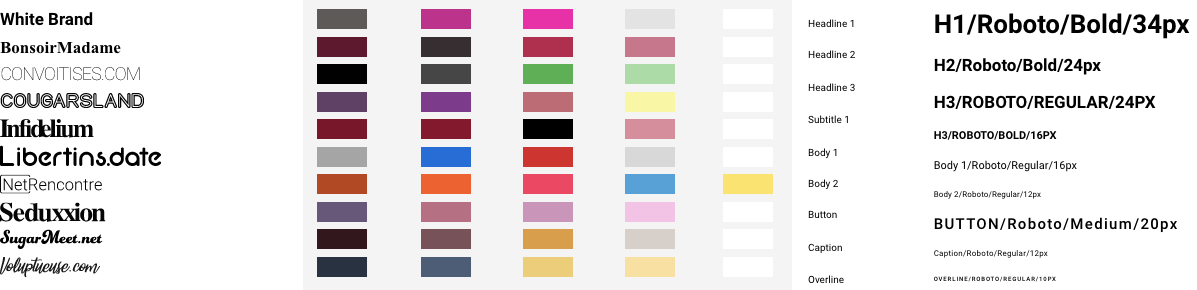 White Brand
BonsoirMadame
CONVOITISES.COM
COUGARSLAND
Infidelium
Libertins.date
NetRencontre
Seduxxion
SugarMeet.net
Voluptueuse.com
Headline 1
Headline 2
Headline 3
Subtitle 1
Body 1
Body 2
Button
Caption
Overline
H1/Roboto/Bold/34px
H2/Roboto/Bold/24px
H3/ROBOTO/REGULAR/24PX
H3/ROBOTO/BOLD/16PX
Body 1/Roboto/Regular/16px
Body 2/Roboto/Regular/12px
BUTTON/Roboto/Medium/20px
Caption/Roboto/Regular/12px
OVERLINE/ROBOTO/REGULAR/10PX